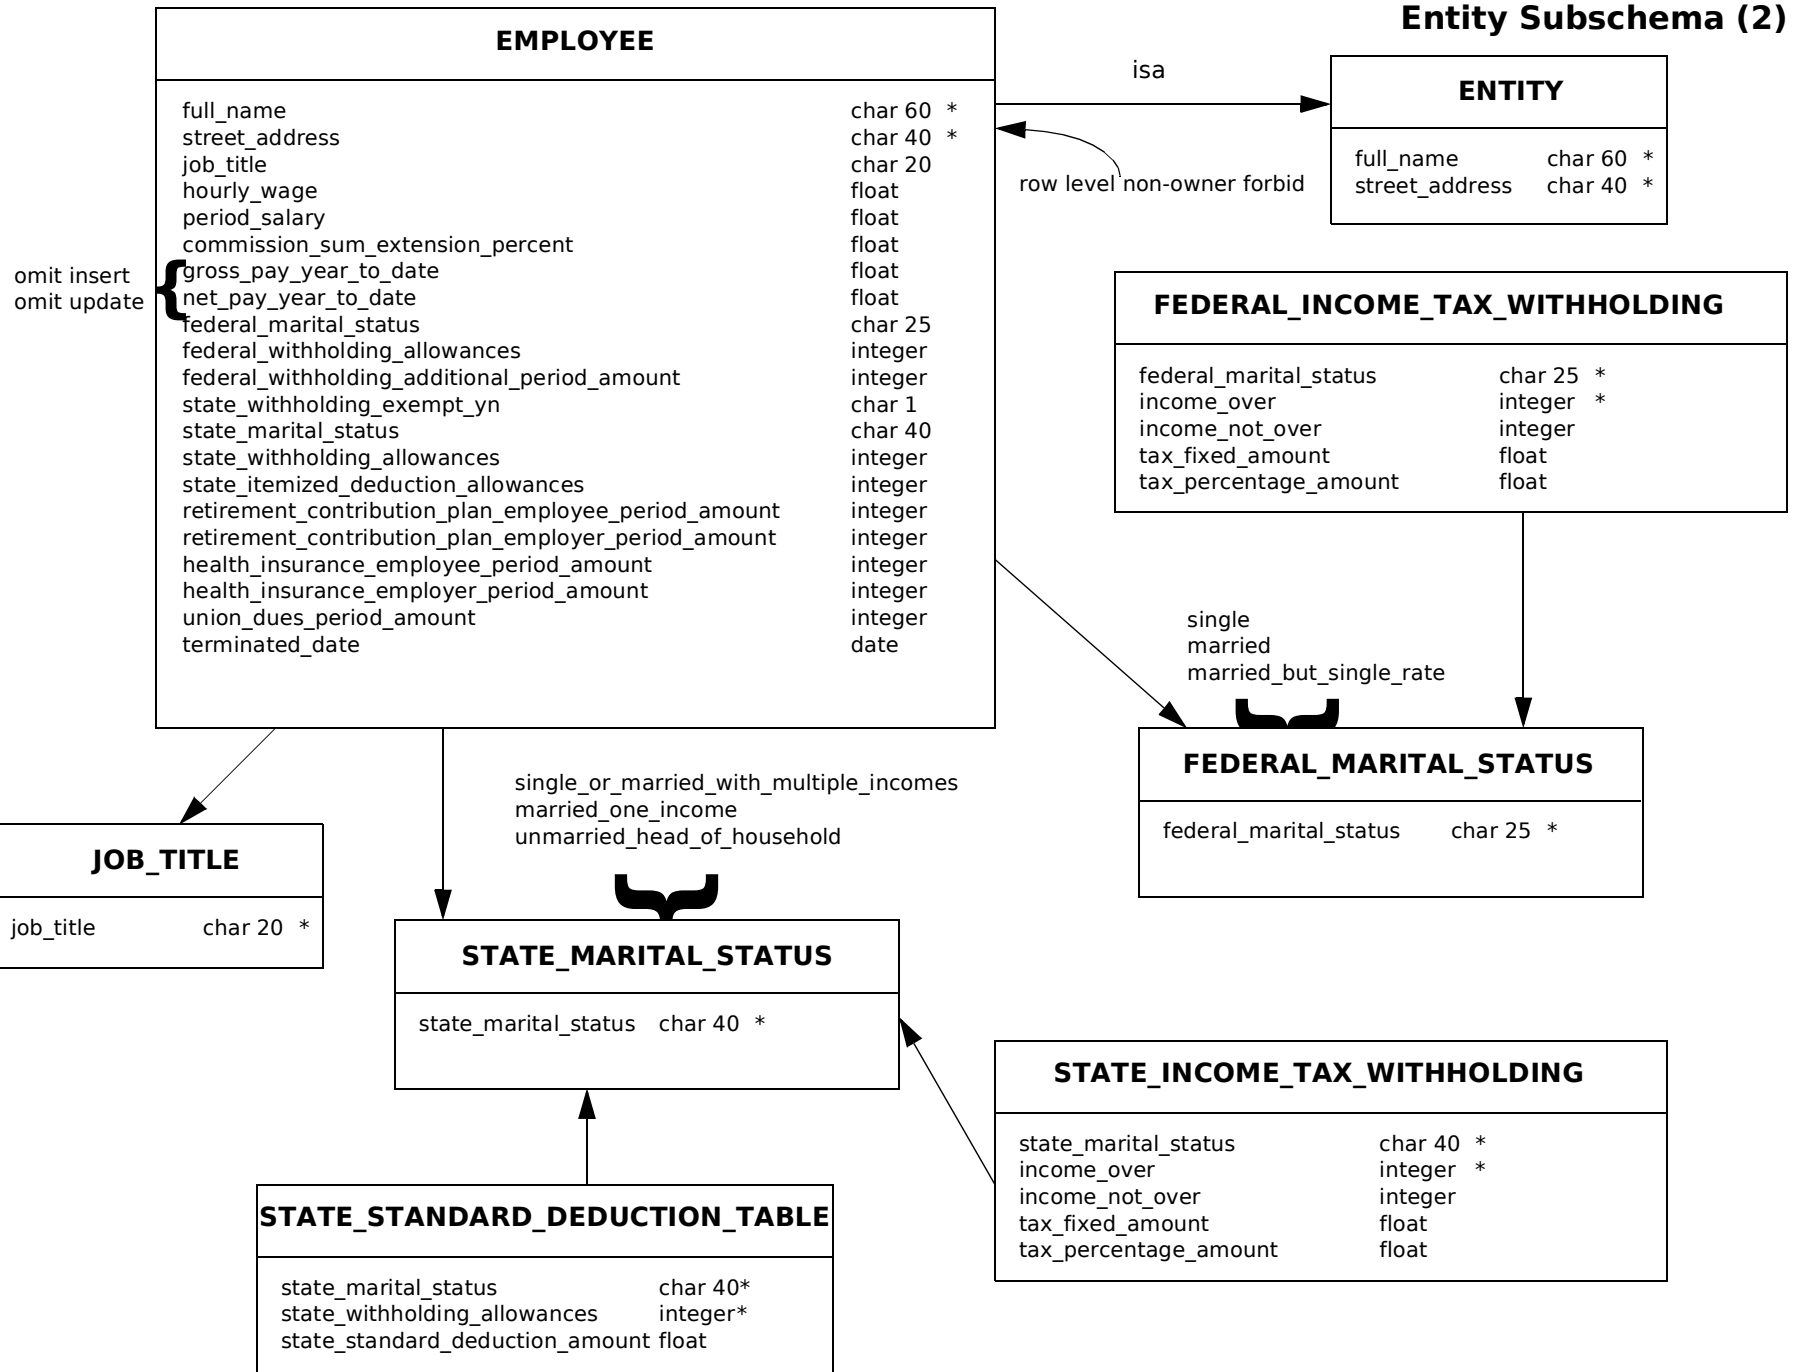 Entity Subschema (2)
EMPLOYEE
full_name char 60 *
street_address char 40 *
job_title char 20
hourly_wage float
period_salary float
commission_sum_extension_percent float
gross_pay_year_to_date float
net_pay_year_to_date float
federal_marital_status char 25
federal_withholding_allowances integer
federal_withholding_additional_period_amount integer
state_withholding_exempt_yn char 1
state_marital_status char 40
state_withholding_allowances integer
state_itemized_deduction_allowances integer
retirement_contribution_plan_employee_period_amount integer
retirement_contribution_plan_employer_period_amount integer
health_insurance_employee_period_amount integer
health_insurance_employer_period_amount integer
union_dues_period_amount integer
terminated_date date
omit insert
omit update
{
isa
row level non-owner forbid
ENTITY
full_name char 60 *
street_address char 40 *
FEDERAL_INCOME_TAX_WITHHOLDING
federal_marital_status char 25 *
income_over integer *
income_not_over integer
tax_fixed_amount float
tax_percentage_amount float
single
married
married_but_single_rate
}
FEDERAL_MARITAL_STATUS
federal_marital_status char 25 *
JOB_TITLE
job_title char 20 *
single_or_married_with_multiple_incomes
married_one_income
unmarried_head_of_household
}
STATE_MARITAL_STATUS
state_marital_status char 40 *
STATE_INCOME_TAX_WITHHOLDING
state_marital_status char 40 *
income_over integer *
income_not_over integer
tax_fixed_amount float
tax_percentage_amount float
STATE_STANDARD_DEDUCTION_TABLE
state_marital_status char 40*
state_withholding_allowances integer*
state_standard_deduction_amount float